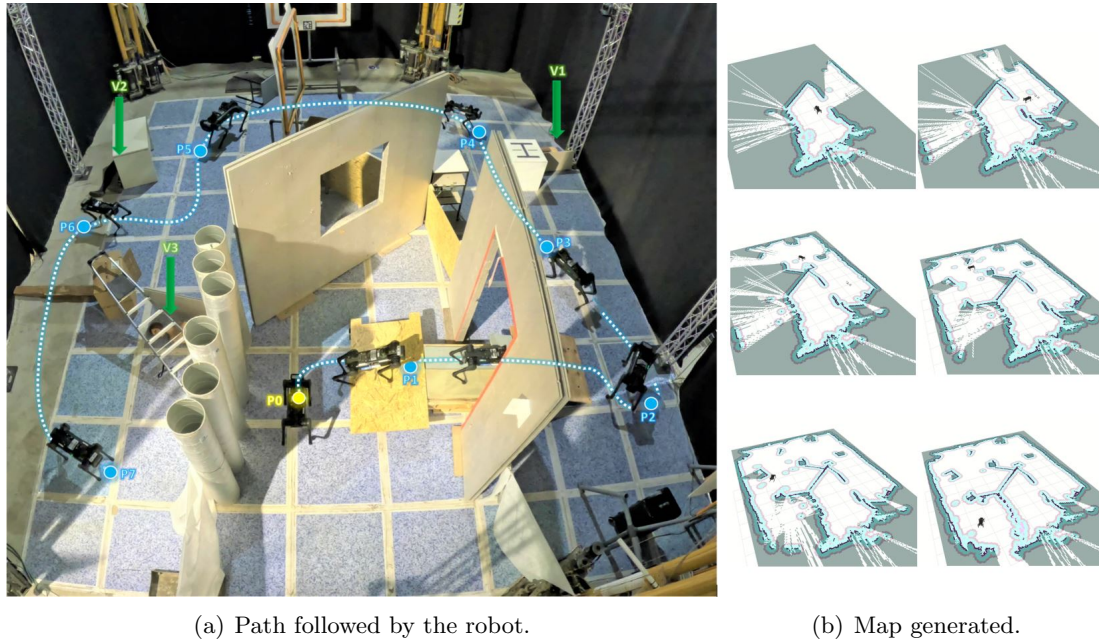 V2
V1
P5
P4
P6
H
V3
P3
P1
P0
P2
P7
(a) Path followed by the robot.
(b) Map generated.